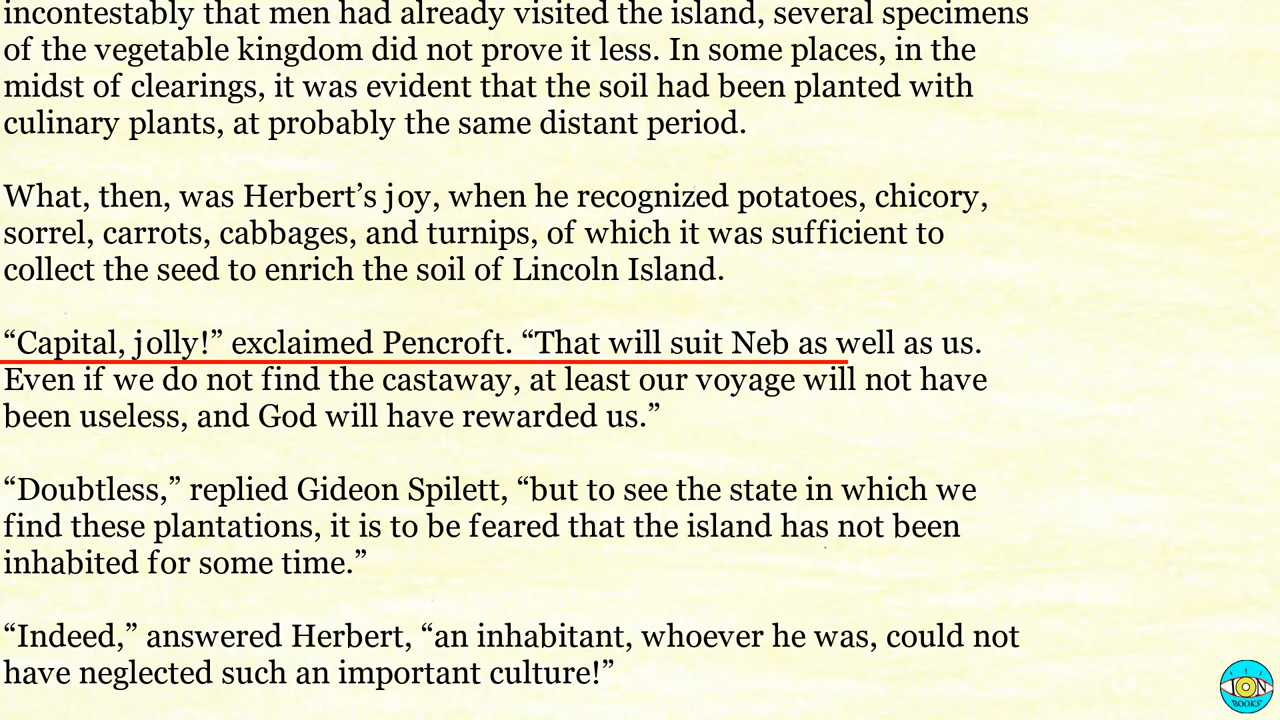 incontestably that men had already visited the island, several specimens
of the vegetable kingdom did not prove it less. In some places, in the
midst of clearings, it was evident that the soil had been planted with
culinary plants, at probably the same distant period.
What, then, was Herbert’s joy, when he recognized potatoes, chicory,
sorrel, carrots, cabbages, and turnips, of which it was sufficient to
collect the seed to enrich the soil of Lincoln Island.
“Capital, jolly!” exclaimed Pencroft. “That will suit Neb as well as us.
Even if we do not find the castaway, at least our voyage will not have
been useless, and God will have rewarded us.”
“Doubtless,” replied Gideon Spilett, “but to see the state in which we
find these plantations, it is to be feared that the island has not been
inhabited for some time.”
“Indeed,” answered Herbert, “an inhabitant, whoever he was, could not
have neglected such an important culture!”
ION
BOOKS